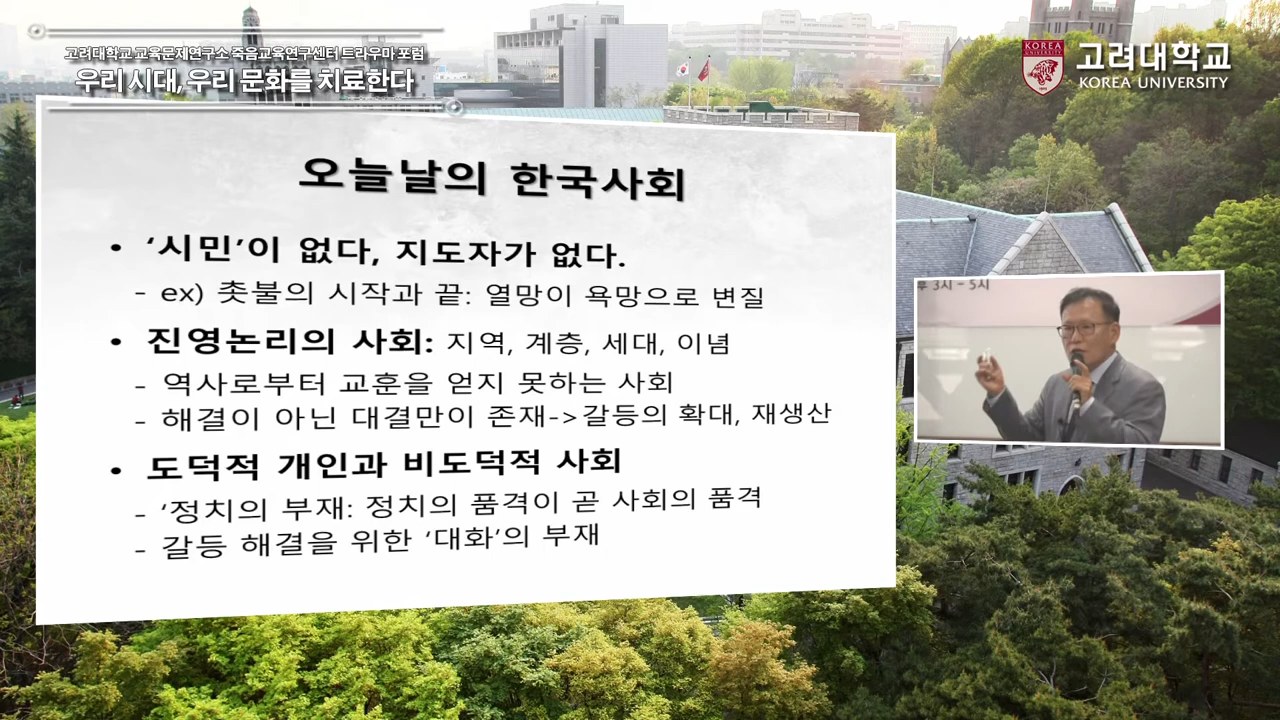 고려대학교 교육문제연구소 죽음교육연구센터 트라우마 포럼
우리 시대, 우리 문화를 치료한다
KOREA
고려대학교
KOREA UNIVERSITY
오늘날의 한국사회
• ‘시민’이 없다, 지도자가 없다.
- ex) 촛불의 시작과 끝: 열망이 욕망으로 변질
• 진영논리의 사회: 지역, 계층, 세대, 이념
- 역사로부터 교훈을 얻지 못하는 사회
- 해결이 아닌 대결만이 존재->갈등의 확대, 재생산
• 도덕적 개인과 비도덕적 사회
- ‘정치의 부재: 정치의 품격이 곧 사회의 품격
- 갈등 해결을 위한 ‘대화’의 부재
3시 - 5시